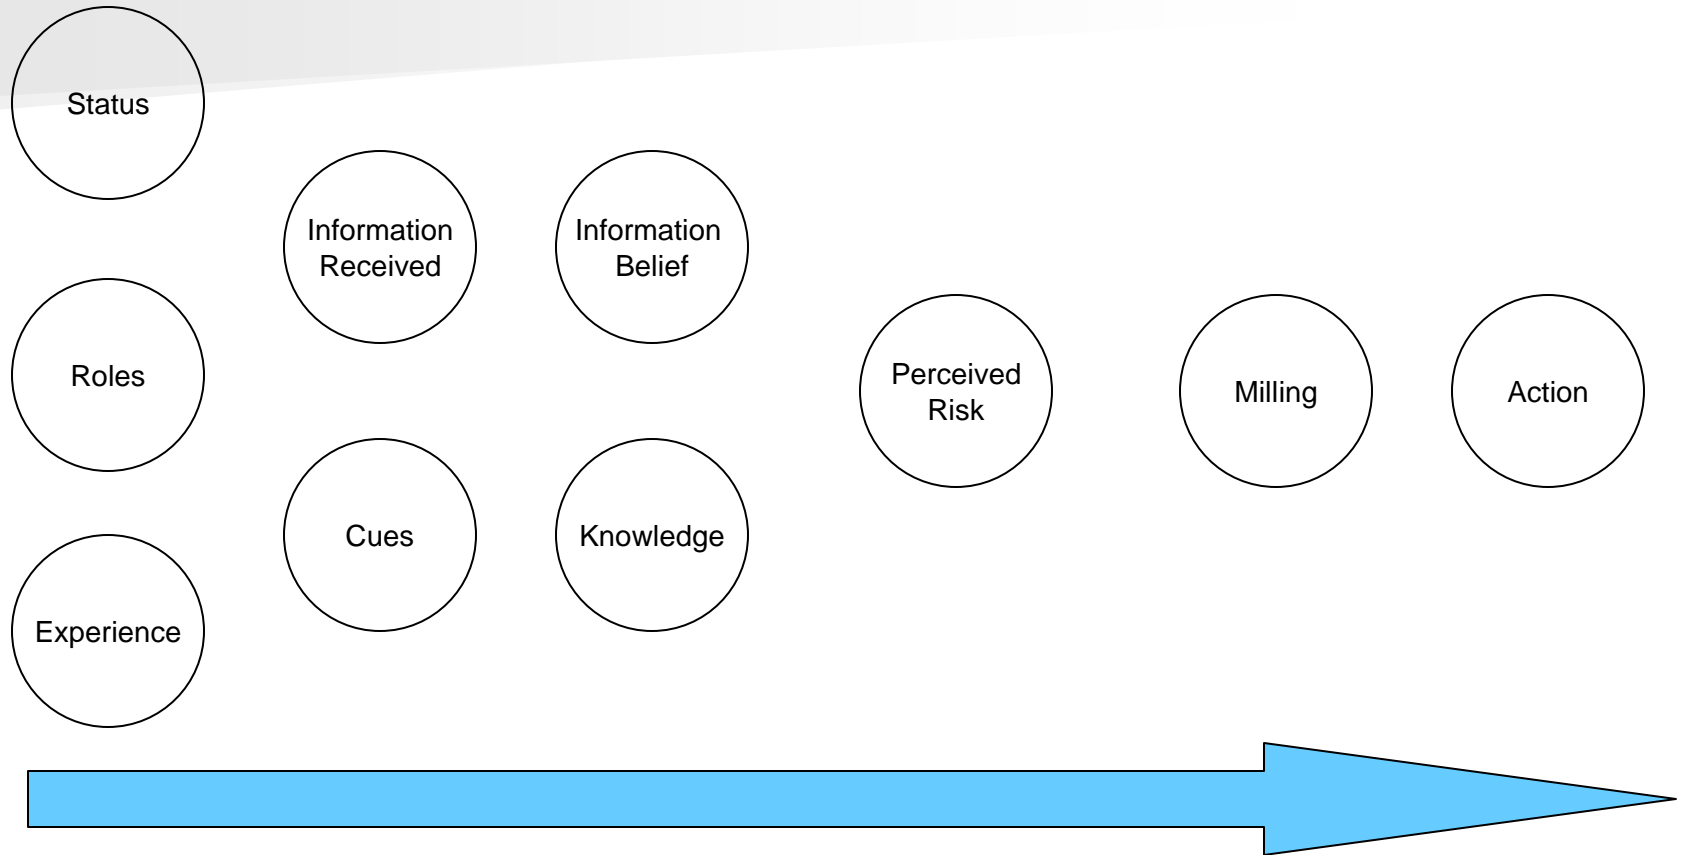 Status
Roles
Experience
Information
Received
Cues
Information
Belief
Knowledge
Perceived
Risk
Milling
Action